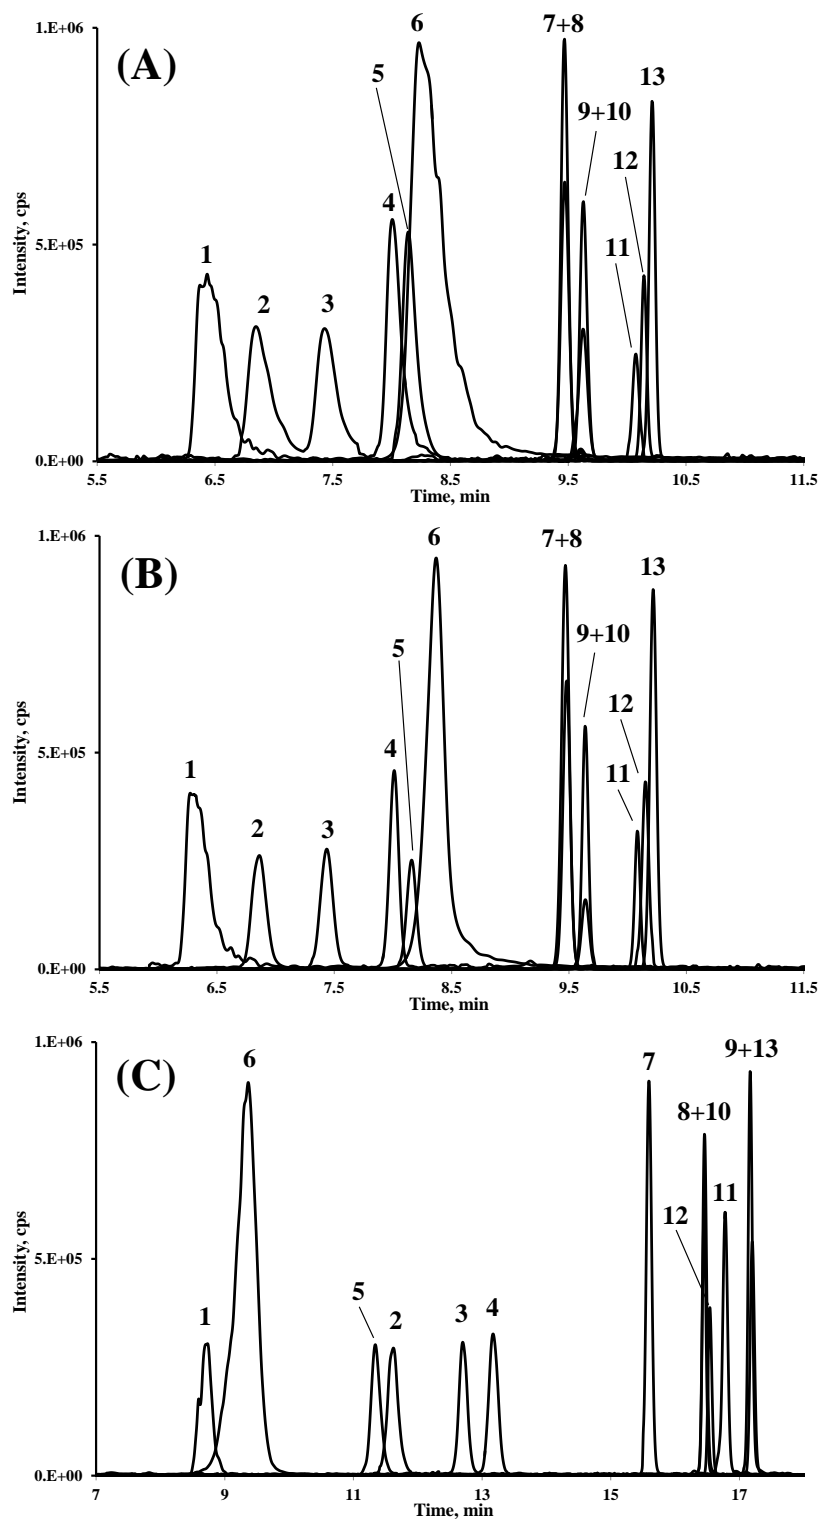 1.E+06
(A)
6
7+8
5
13
9+10
12
4
11
1
2
3
5.E+05
Intensity, cps
0.E+00
5.5 6.5 7.5 8.5 9.5 10.5 11.5
Time, min
1.E+06
(B)
6
7+8
13
9+10
5
12
4
11
1
2
3
5.E+05
Intensity, cps
0.E+00
5.5 6.5 7.5 8.5 9.5 10.5 11.5
Time, min
1.E+06
(C)
6
7
9+13
8+10
11
12
5
1
2
3
4
5.E+05
Intensity, cps
0.E+00
7 9 11 13 15 17
Time, min